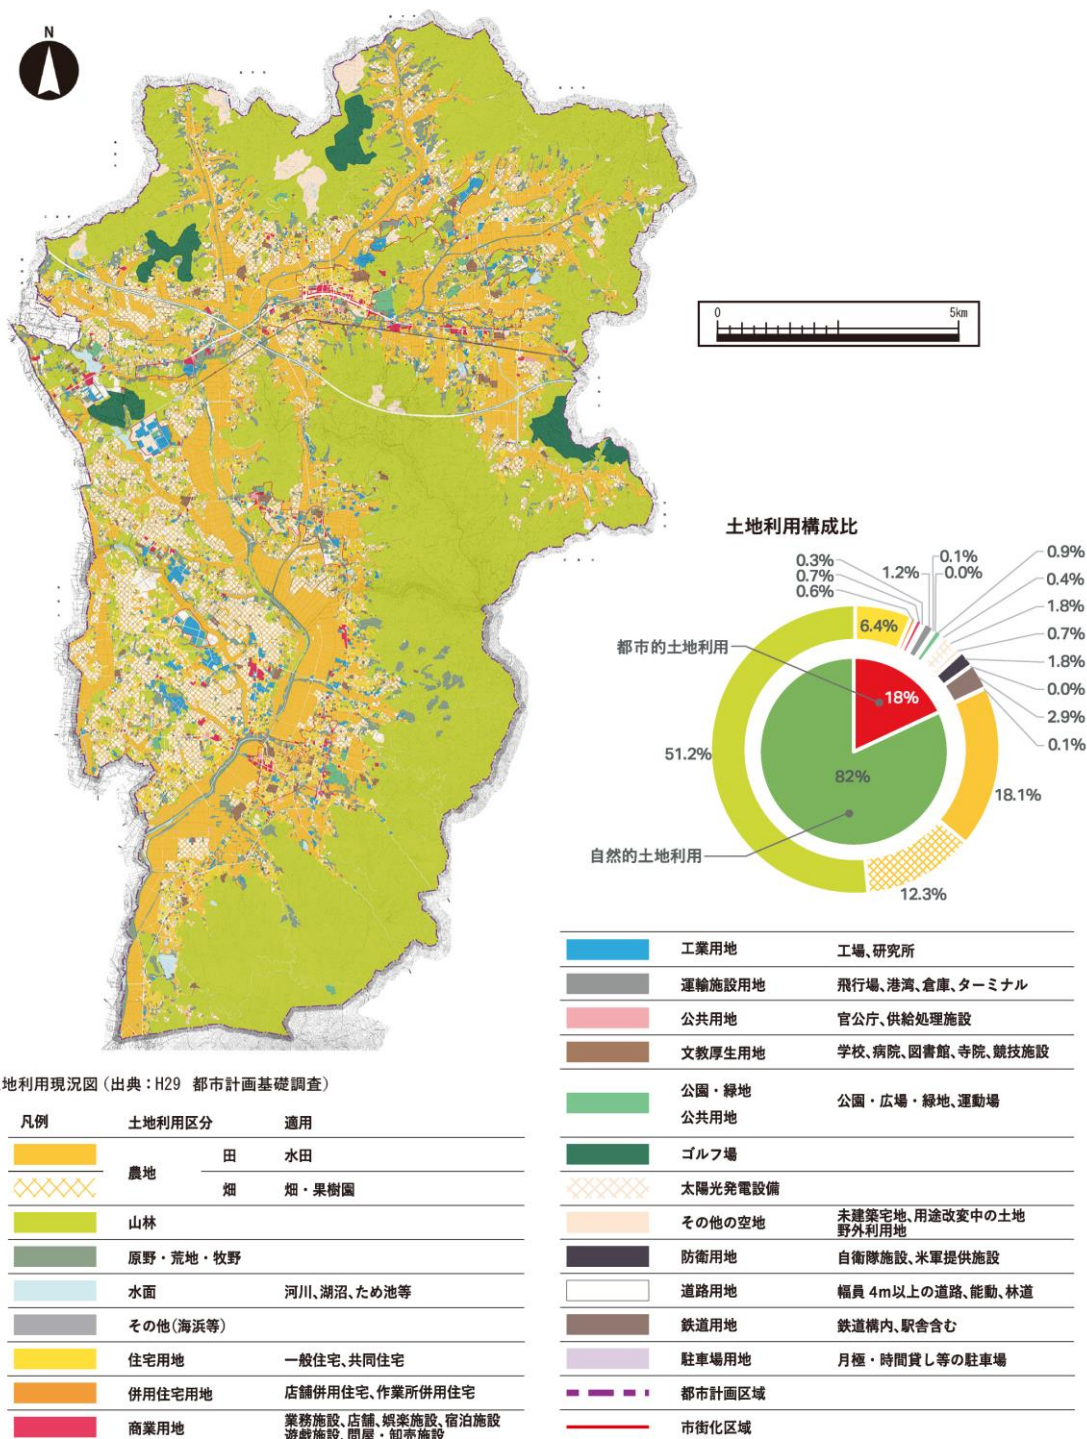 N
0 5km
土地利用構成比
0.3%
0.7%
0.6%
1.2%
0.1%
0.0%
0.9%
0.4%
1.8%
0.7%
1.8%
0.0%
2.9%
0.1%
6.4%
都市的土地利用
18%
51.2%
82%
18.1%
自然的土地利用
12.3%
地利用現況図(出典:H29 都市計画基礎調査)
凡例 土地利用区分 適用
農地
田 水田
畑 畑・果樹園
山林
原野・荒地・牧野
水面 河川、湖沼、ため池等
その他(海浜等)
住宅用地 一般住宅、共同住宅
併用住宅用地 店舗併用住宅、作業所併用住宅
商業用地 業務施設、店舗、娯楽施設、宿泊施設
遊戯施設、問屋・卸売施設
工業用地 工場、研究所
運輸施設用地 飛行場、港湾、倉庫、ターミナル
公共用地 官公庁、供給処理施設
文教厚生用地 学校、病院、図書館、寺院、競技施設
公園・緑地
公共用地
公園・広場・緑地、運動場
ゴルフ場
太陽光発電設備
その他の空地 未建築宅地、用途改変中の土地
野外利用地
防衛用地 自衛隊施設、米軍提供施設
道路用地 幅員 4m以上の道路、能動、林道
鉄道用地 鉄道構内、駅舎含む
駐車場用地 月極・時間貸し等の駐車場
都市計画区域
市街化区域